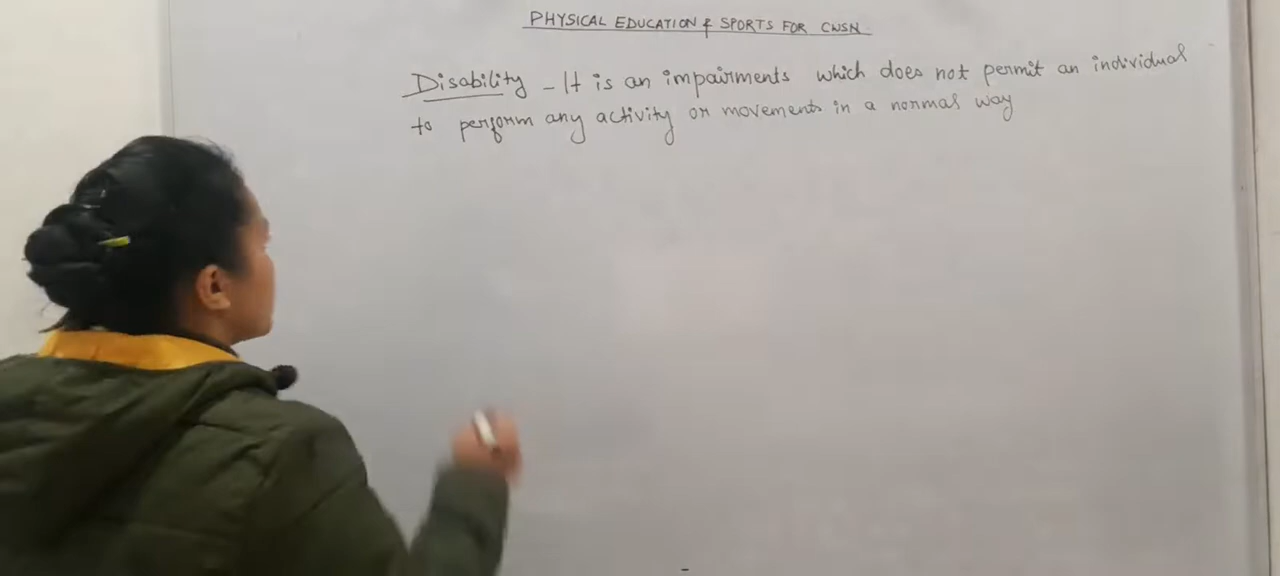 PHYSICAL EDUCATION & SPORTS FOR CWSN
Disability - It is an impairments which does not permit an individual
to perform any activity or movements in a normal way